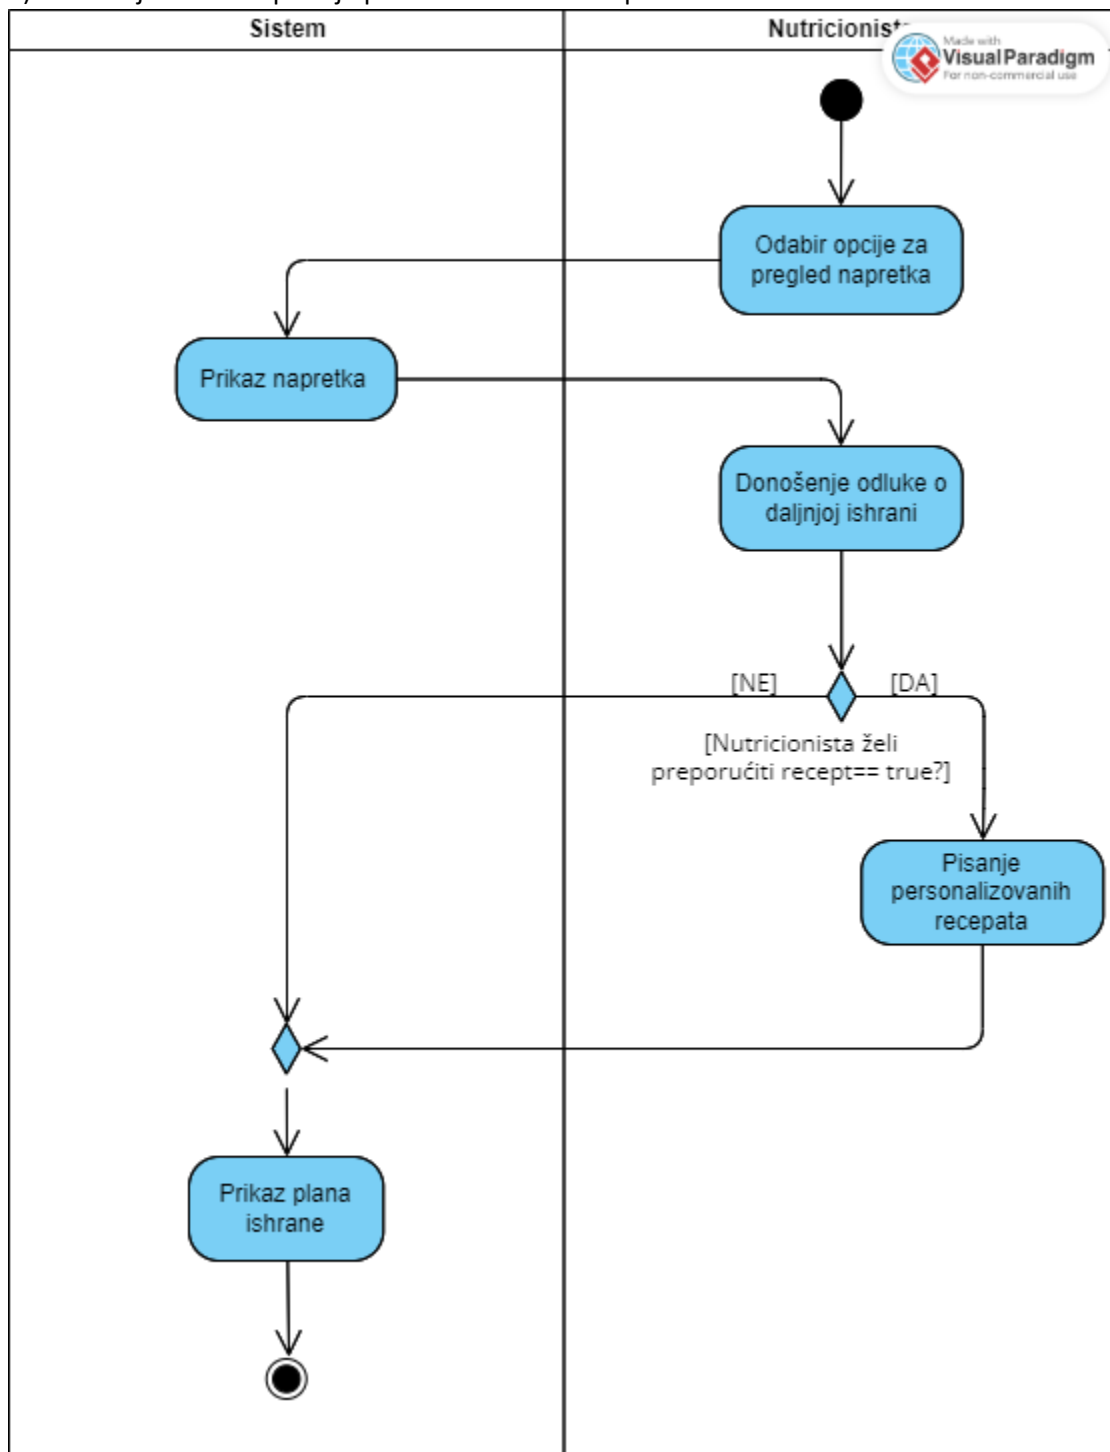 Sistem
Nutricionista
Made with
Visual Paradigm
For non-commercial use
Odabir opcije za
pregled napretka
Prikaz napretka
Donošenje odluke o
daljnjoj ishrani
[NE]
[DA]
[Nutricionista želi
preporućiti recept== true?]
Pisanje
personalizovanih
recepata
Prikaz plana
ishrane